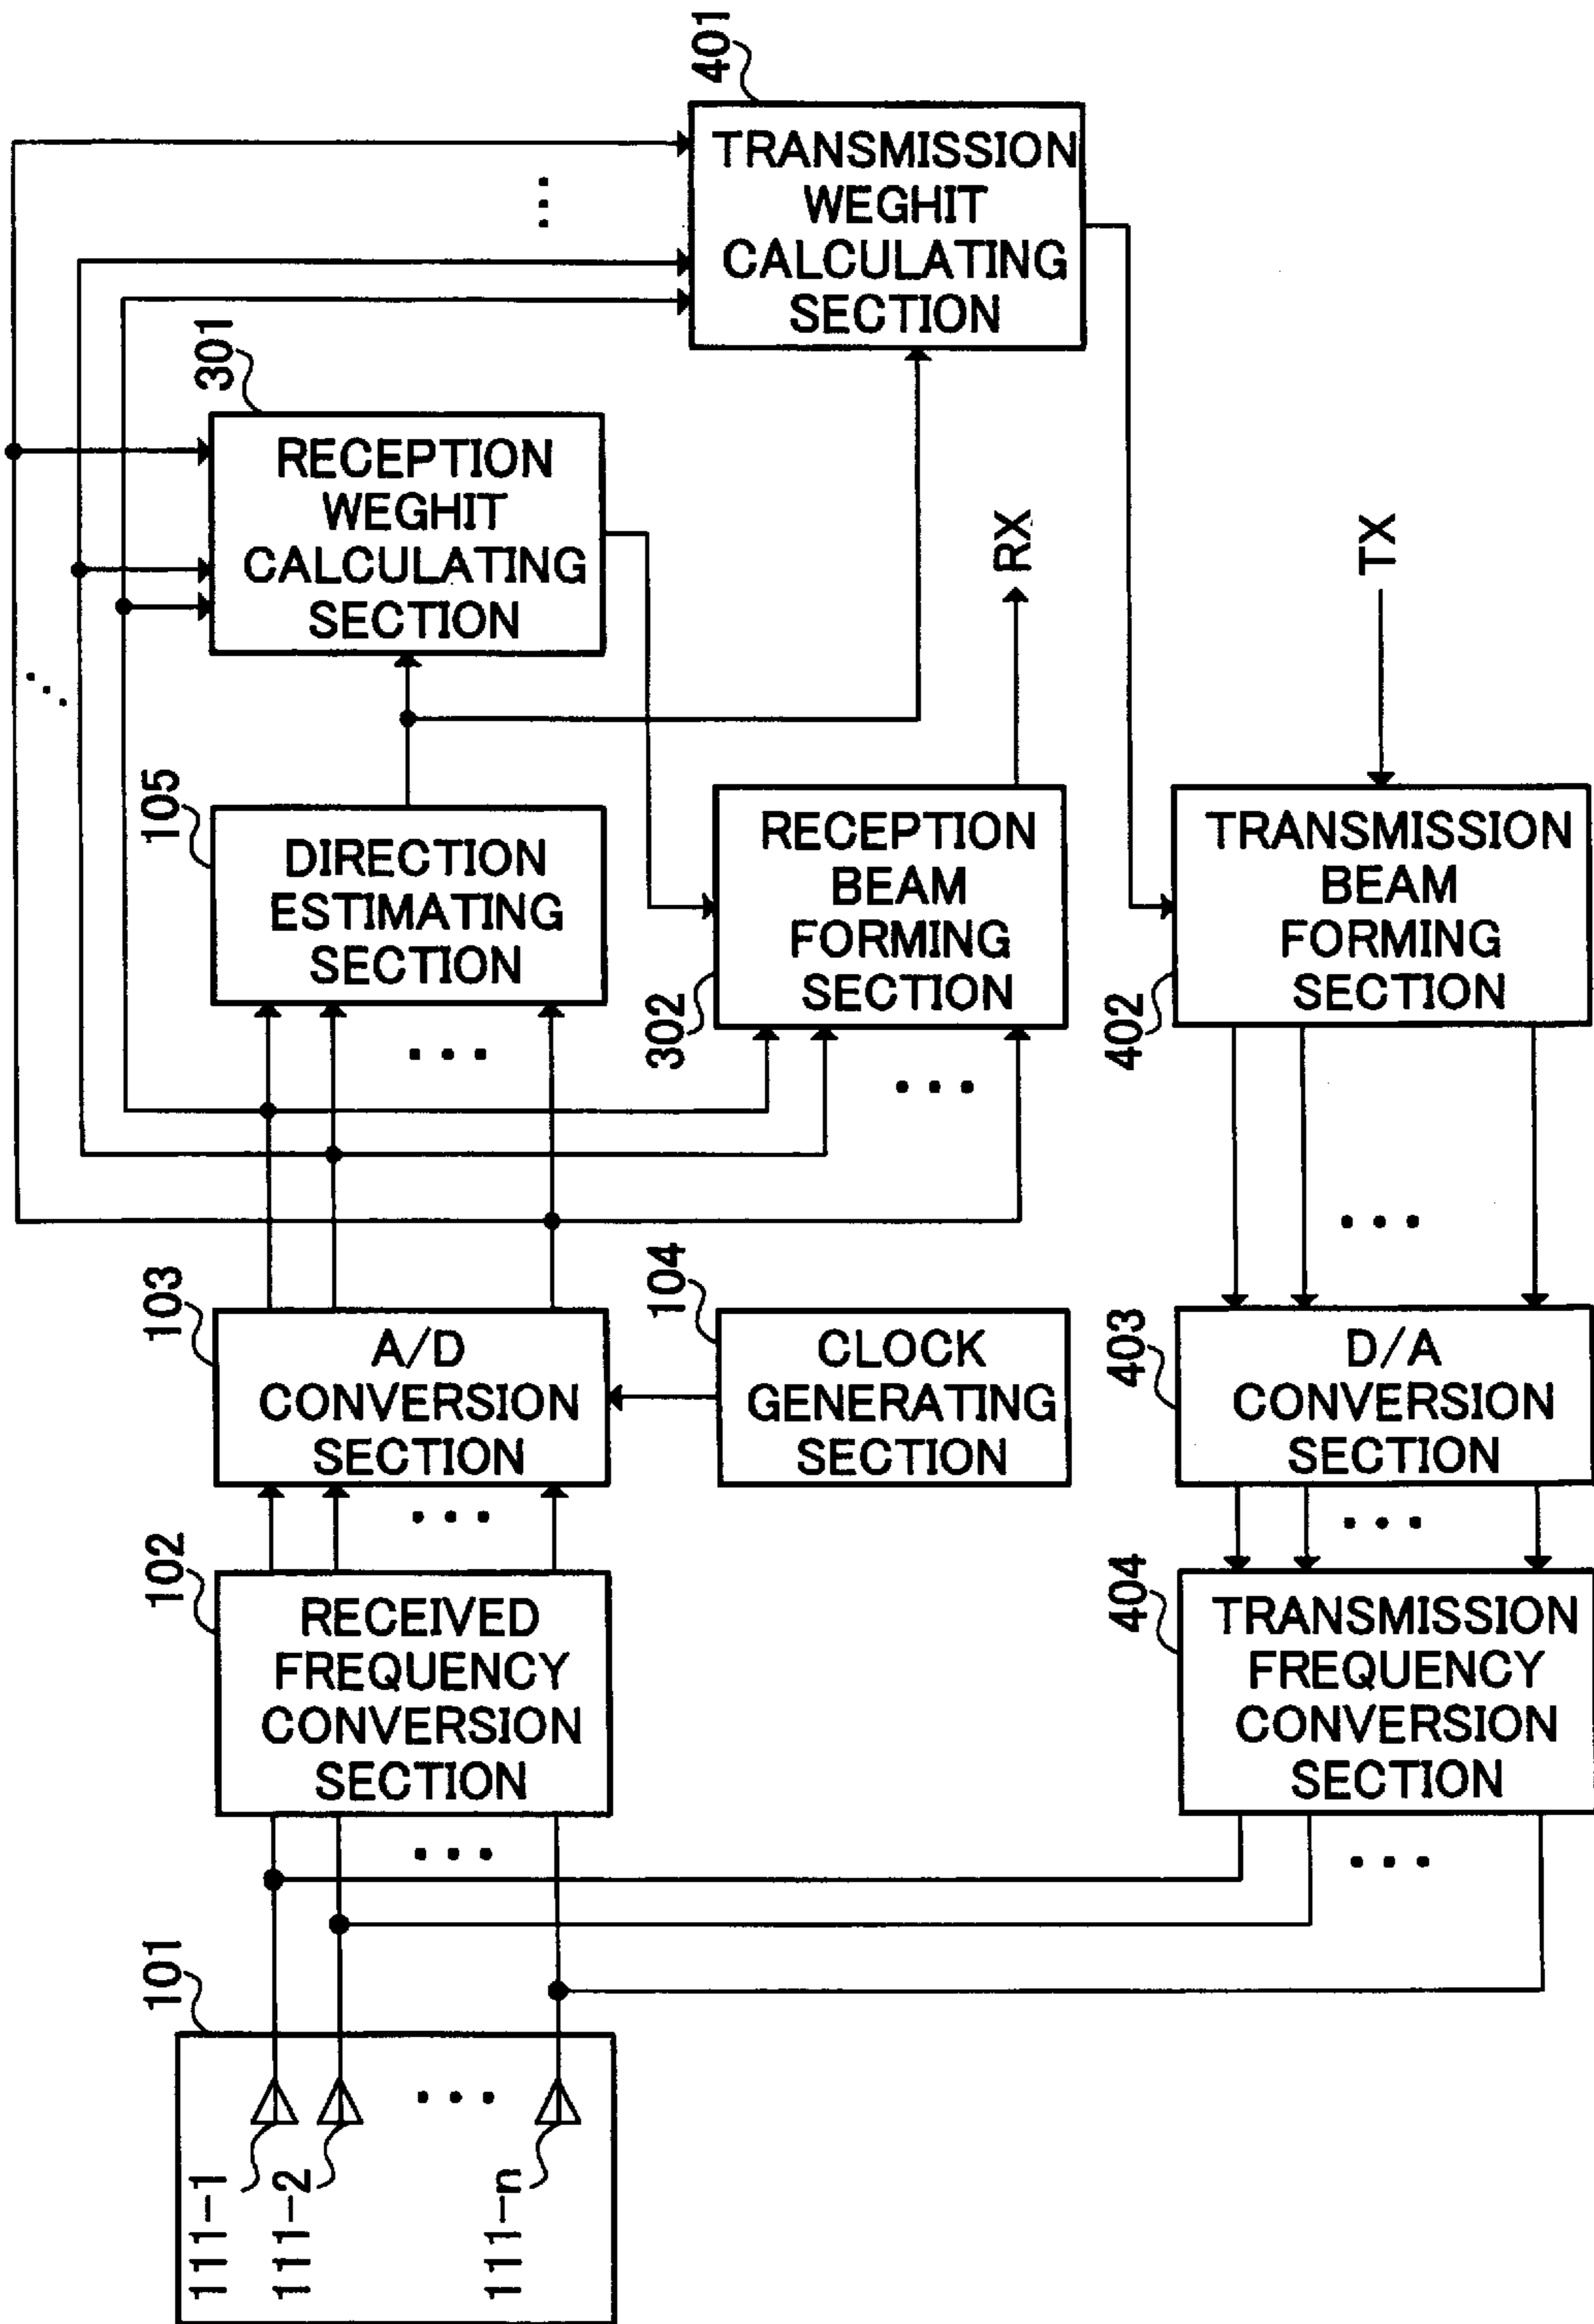 101
111-1
111-2
111-n
102
RECEIVED
FREQUENCY
CONVERSION
SECTION
103
A/D
CONVERSION
SECTION
104
CLOCK
GENERATING
SECTION
105
DIRECTION
ESTIMATING
SECTION
301
RECEPTION
WEGHIT
CALCULATING
SECTION
302
RECEPTION
BEAM
FORMING
SECTION
RX
401
TRANSMISSION
WEGHIT
CALCULATING
SECTION
TX
402
TRANSMISSION
BEAM
FORMING
SECTION
403
D/A
CONVERSION
SECTION
404
TRANSMISSION
FREQUENCY
CONVERSION
SECTION